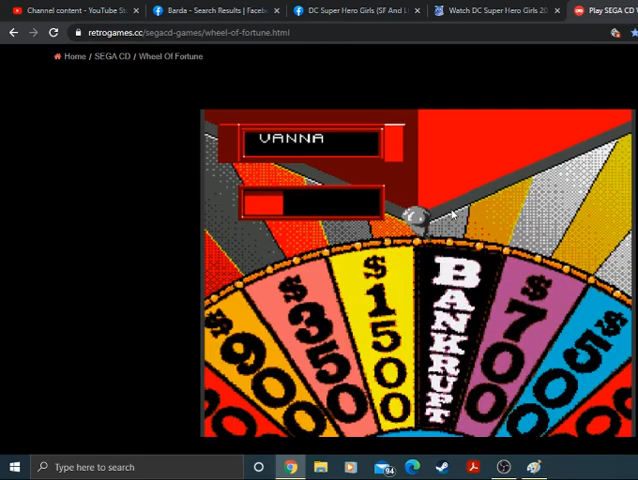 Channel content - YouTube St
Barda - Search Results | Faceb
DC Super Hero Girls (SF And L
Watch DC Super Hero Girls 20
Play SEGA CD
retrogames.cc/segacd-games/wheel-of-fortune.html
Home / SEGA CD / Wheel Of Fortune
VANNA
$900
$350
$1500
BANKRUPT
$700
Type here to search
94